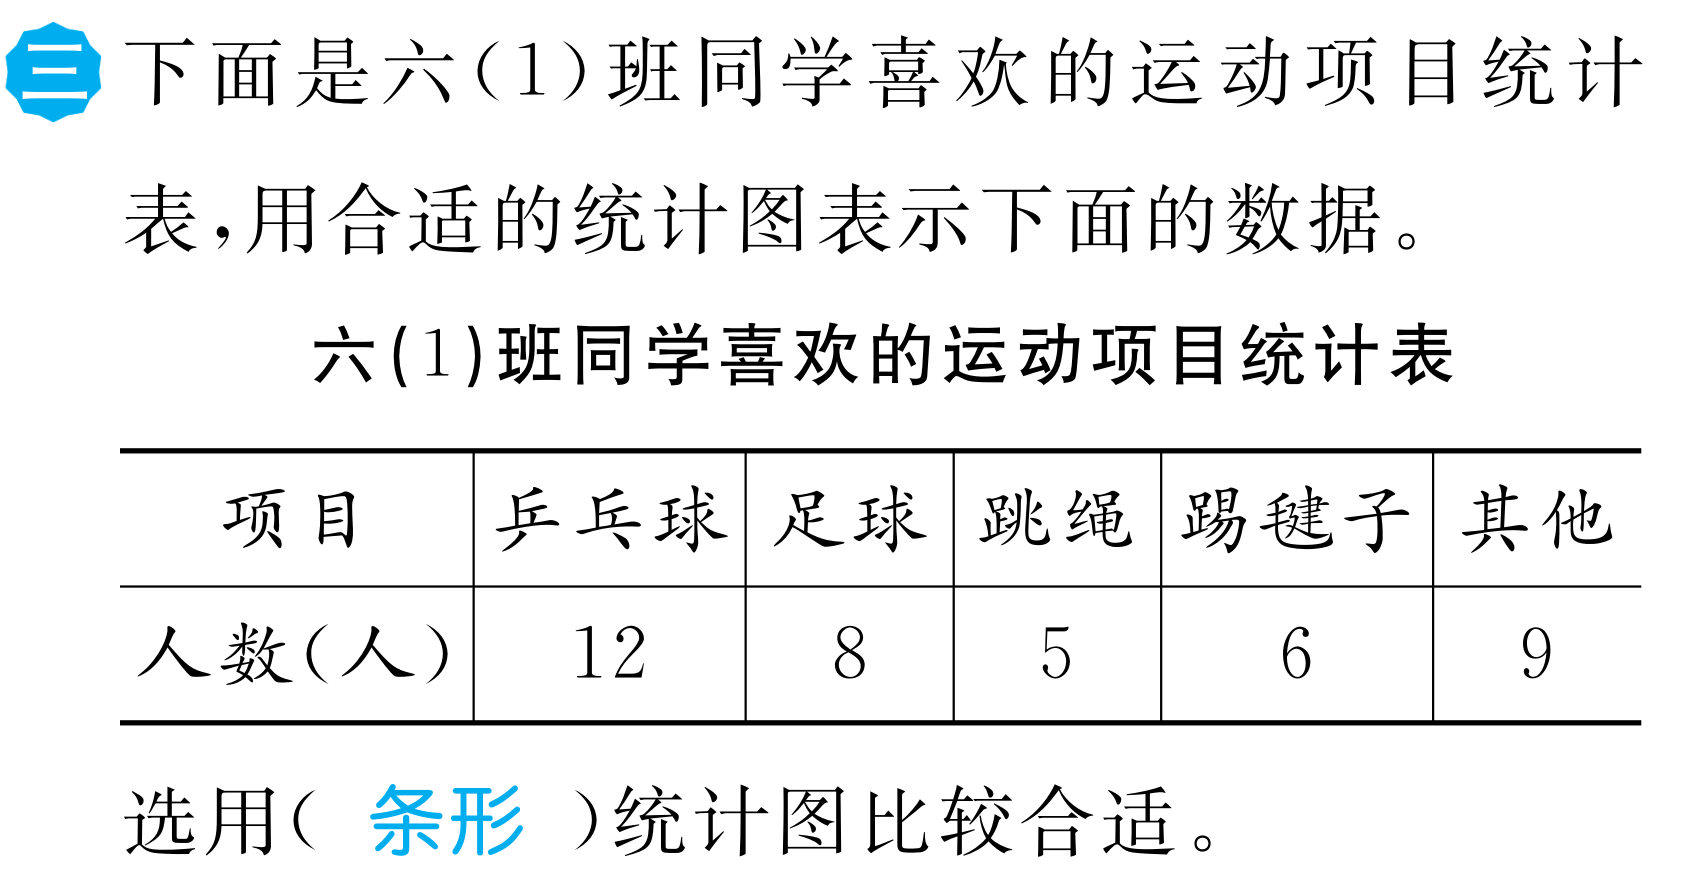 三 下面是六(1)班同学喜欢的运动项目统计
表,用合适的统计图表示下面的数据。
六(1)班同学喜欢的运动项目统计表
项目 乒乓球 足球 跳绳 踢毽子 其他
人数(人) 12 8 5 6 9
选用( 条形 )统计图比较合适。